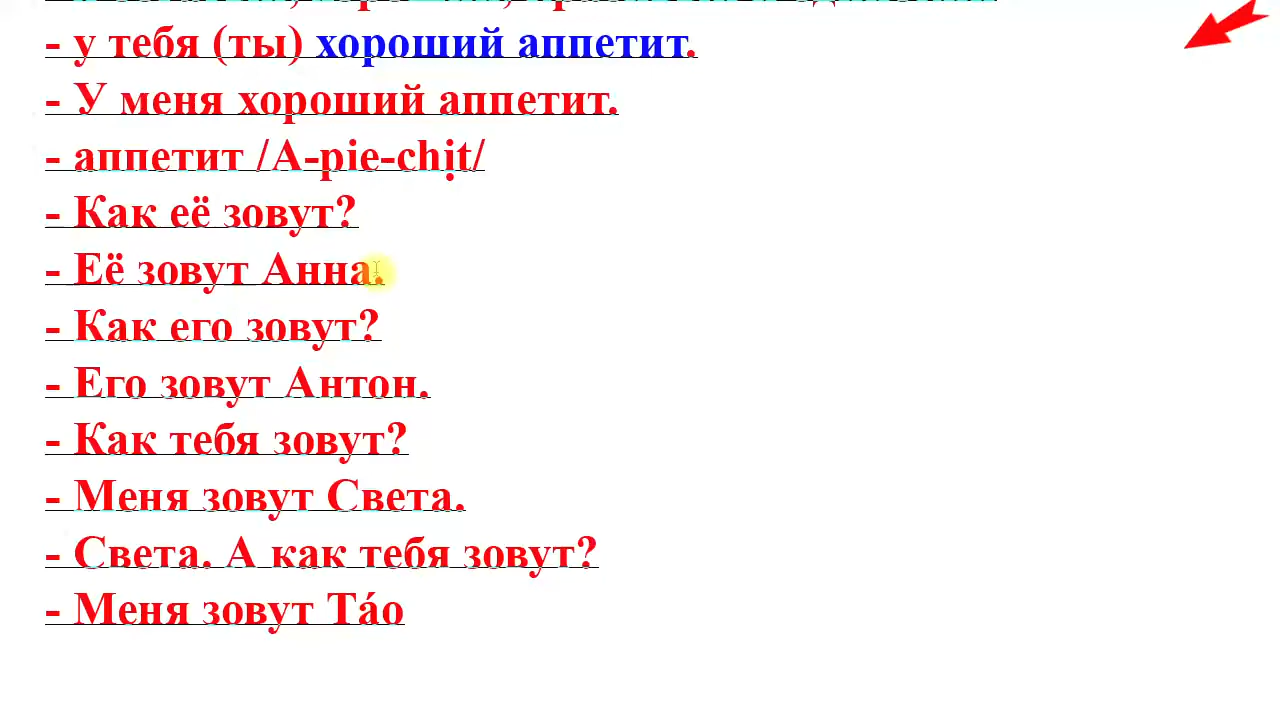 - у тебя (ты) хороший аппетит.
- У меня хороший аппетит.
- аппетит /A-pie-chịt/
- Как её зовут?
- Её зовут Анна.
- Как его зовут?
- Его зовут Антон.
- Как тебя зовут?
- Меня зовут Света.
- Света. А как тебя зовут?
- Меня зовут Táo